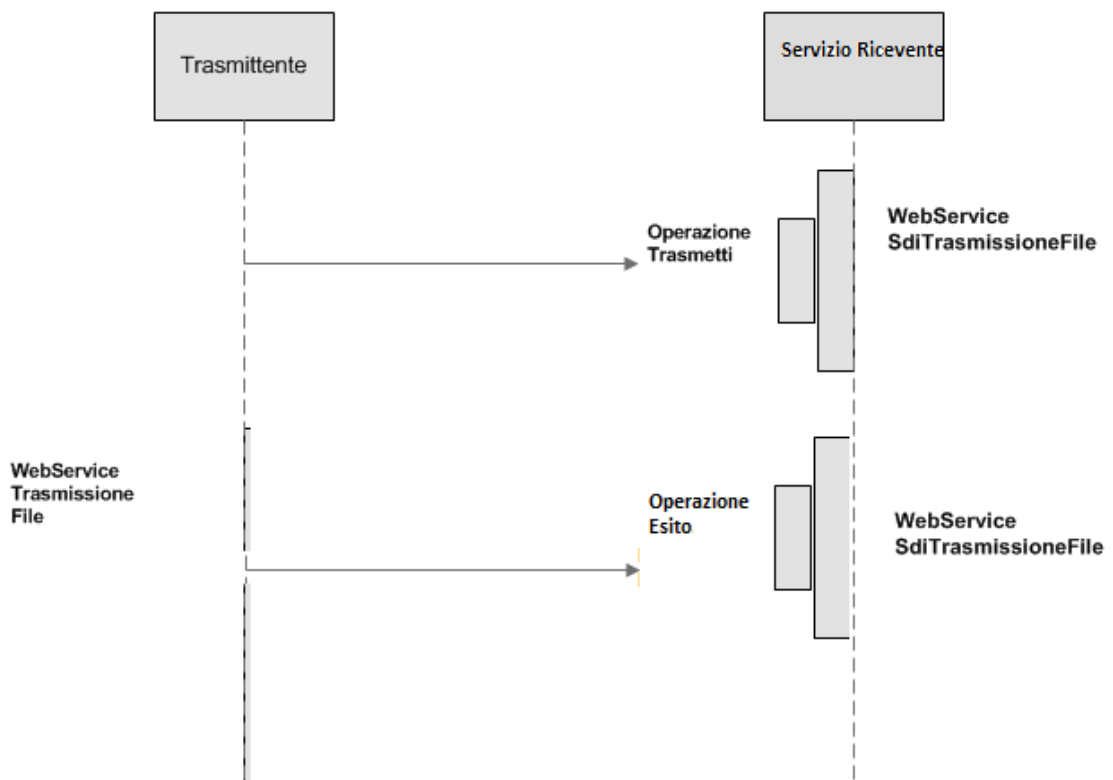 Trasmittente
Servizio Ricevente
Operazione
Trasmetti
WebService
SdiTrasmissioneFile
WebService
Trasmissione
File
Operazione
Esito
WebService
SdiTrasmissioneFile